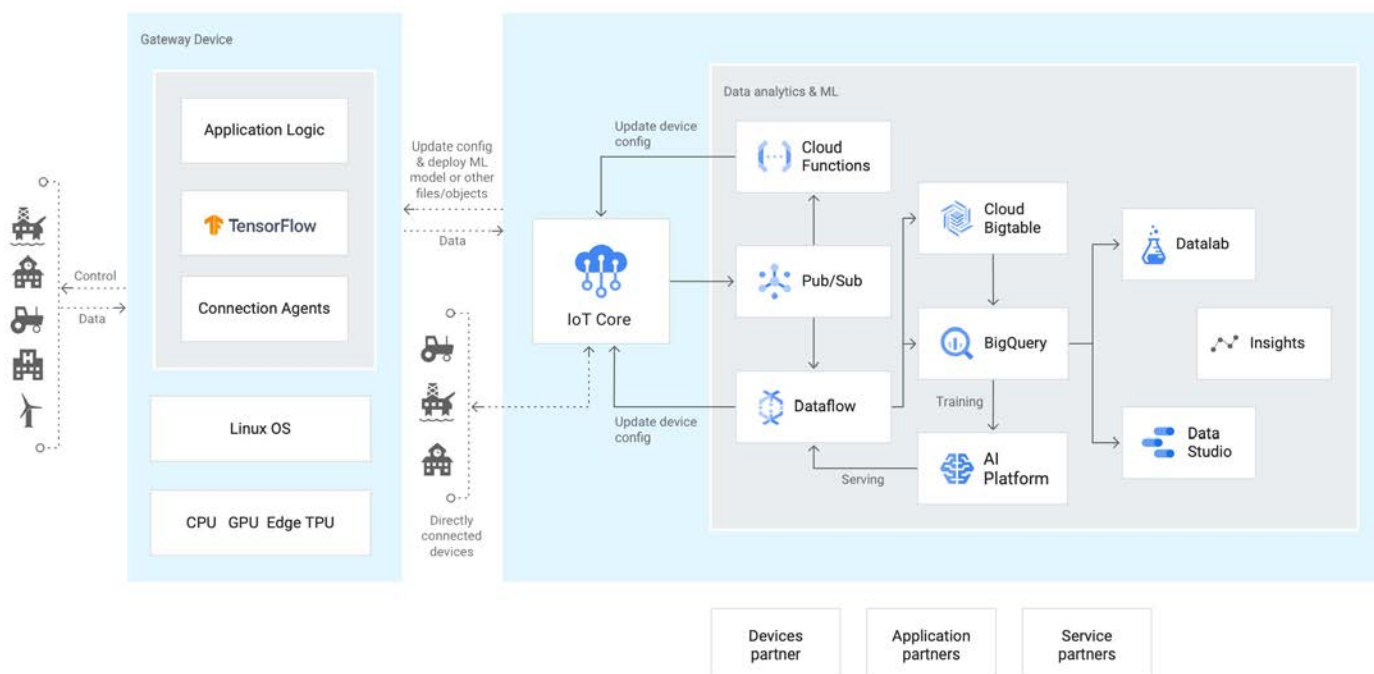 Gateway Device
Application Logic
TensorFlow
Connection Agents
Linux OS
CPU GPU Edge TPU
Control
Data
Update config
& deploy ML
model or other
files/objects
Data
Directly
connected
devices
IoT Core
Data analytics & ML
Update device
config
Cloud
Functions
Pub/Sub
Dataflow
Update device
config
Cloud
Bigtable
BigQuery
Training
AI
Platform
Serving
Datalab
Insights
Data
Studio
Devices
partner
Application
partners
Service
partners